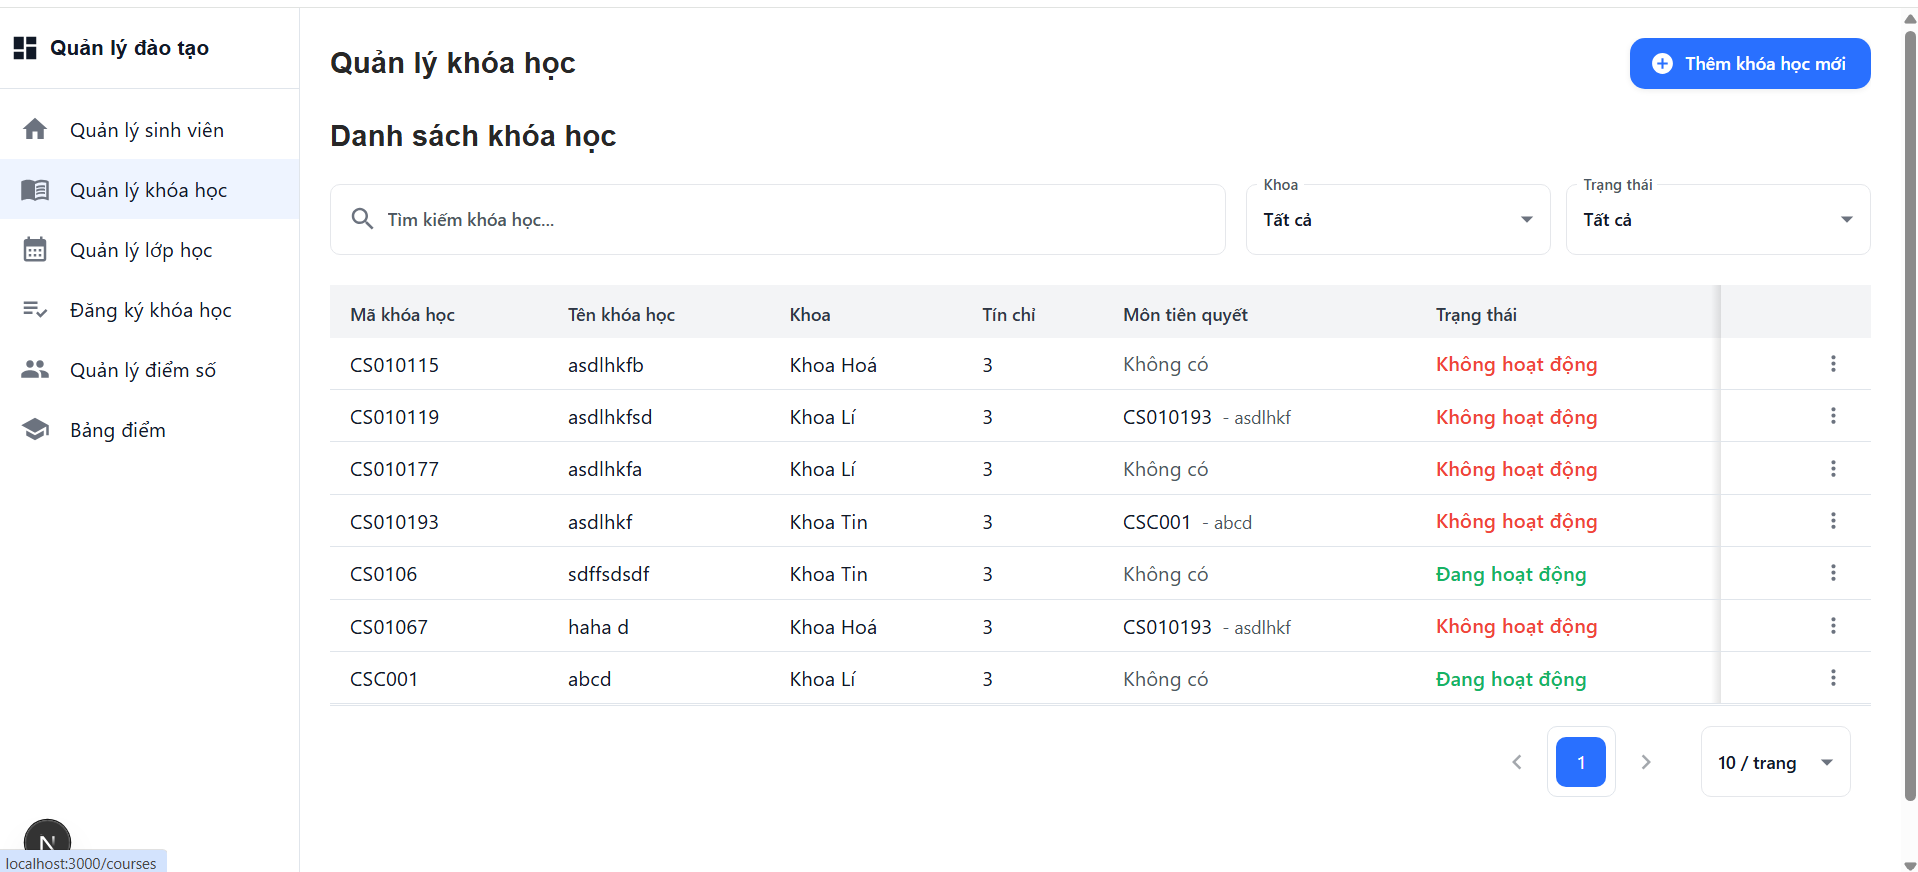 Quản lý đào tạo
Quản lý sinh viên
Quản lý khóa học
Quản lý lớp học
Đăng ký khóa học
Quản lý điểm số
Bảng điểm
N
localhost:3000/courses
Quản lý khóa học
Thêm khóa học mới
Danh sách khóa học
Tìm kiếm khóa học...
Khoa
Tất cả
Trạng thái
Tất cả
Mã khóa học Tên khóa học Khoa Tín chỉ Môn tiên quyết Trạng thái
CS010115 asdlhkfb Khoa Hoá 3 Không có Không hoạt động
CS010119 asdlhkfsd Khoa Lí 3 CS010193 - asdlhkf Không hoạt động
CS010177 asdlhkfa Khoa Lí 3 Không có Không hoạt động
CS010193 asdlhkf Khoa Tin 3 CSC001 - abcd Không hoạt động
CS0106 sdffsdsdf Khoa Tin 3 Không có Đang hoạt động
CS01067 haha d Khoa Hoá 3 CS010193 - asdlhkf Không hoạt động
CSC001 abcd Khoa Lí 3 Không có Đang hoạt động
1
10 / trang